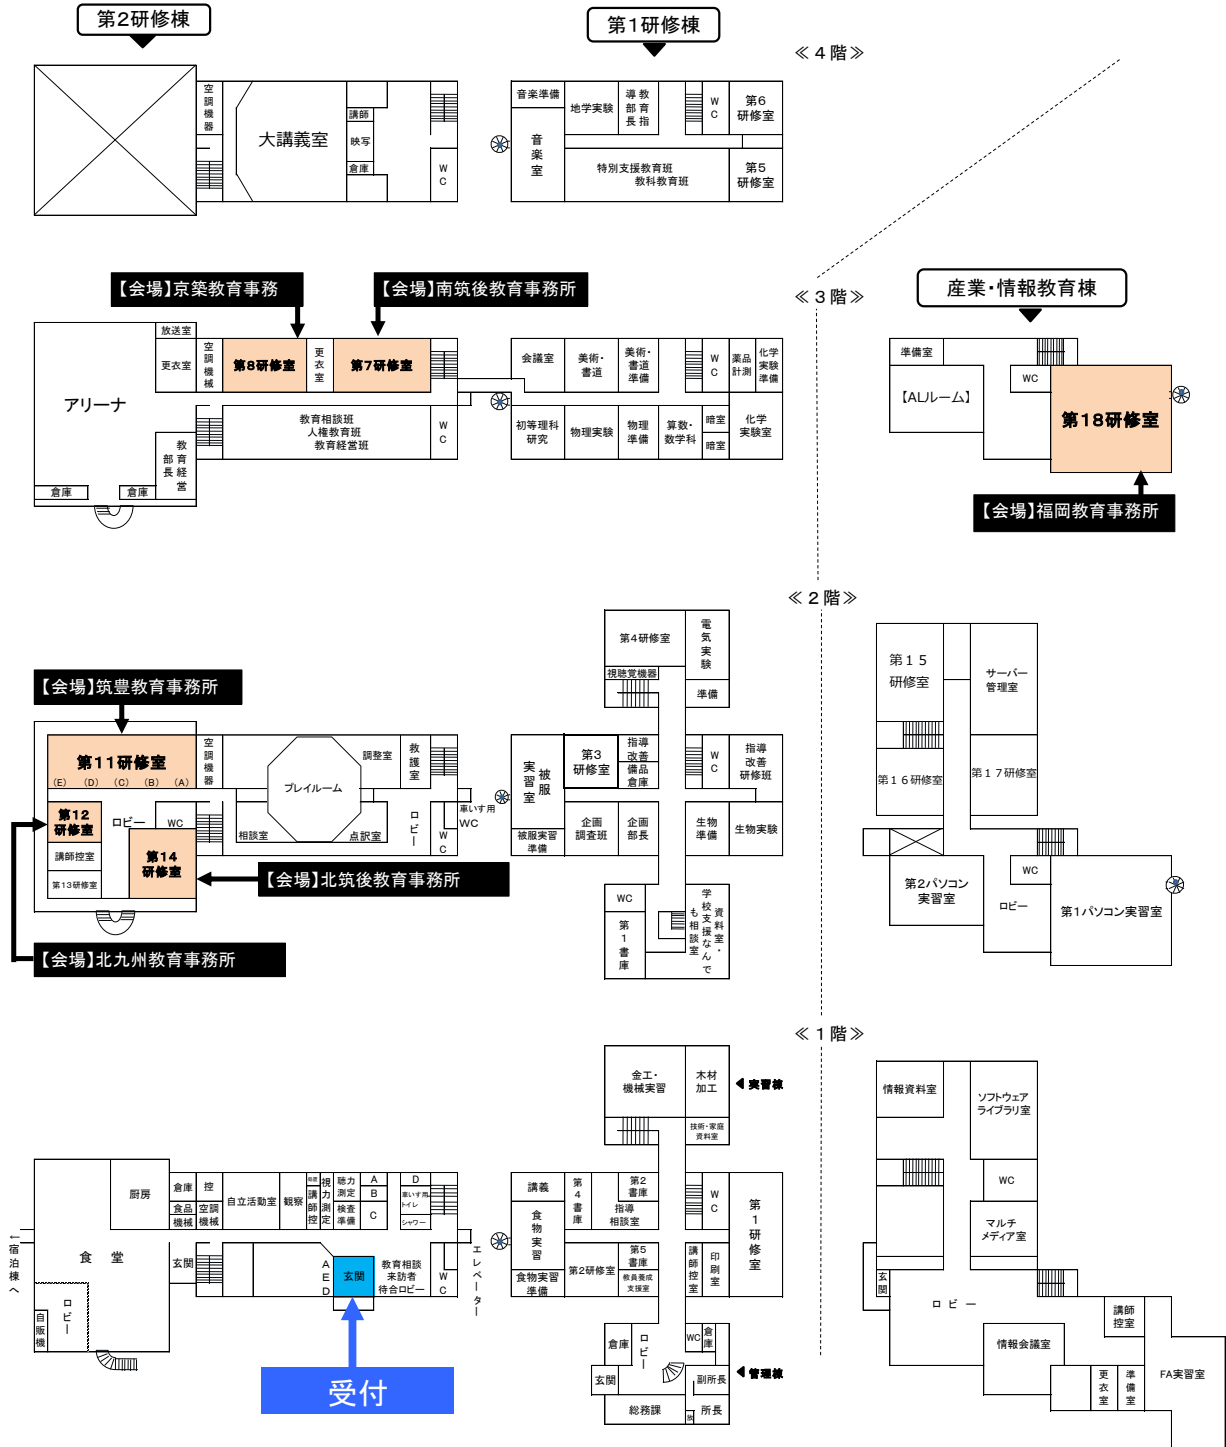 第2研修棟
第1研修棟
≪４階≫
空調機器
大講義室
講師
映写
倉庫
WC
音楽準備
地学実験
教育指導部長
WC
第6
研修室
音楽室
特別支援教育班
教科教育班
第5
研修室
【会場】京築教育事務
【会場】南筑後教育事務所
≪３階≫
産業・情報教育棟
放送室
更衣室
空調機械
第8研修室
更衣室
第7研修室
アリーナ
教育相談班
人権教育班
教育経営班
WC
教育経営部長
倉庫
倉庫
会議室
美術・
書道
美術・
書道
準備
WC
薬品
計測
化学
実験
準備
初等理科
研究
物理実験
物理
準備
算数・
数学科
暗室
暗室
化学
実験室
準備室
WC
【ALルーム】
第18研修室
【会場】福岡教育事務所
≪２階≫
【会場】筑豊教育事務所
第11研修室
(E) (D) (C) (B) (A)
空調機器
プレイルーム
調整室
救護室
第12
研修室
ロビー
WC
講師控室
第14
研修室
第13研修室
相談室
点訳室
ロビー
WC
車いす用
WC
【会場】北筑後教育事務所
【会場】北九州教育事務所
第4研修室
電気実験
視聴覚機器
準備
被服実習室
第3
研修室
指導
改善
備品
倉庫
WC
指導
改善
研修班
被服実習
準備
企画
調査班
企画
部長
生物
準備
生物実験
WC
第1書庫
資料室・学校支援なんでも相談室
第１５
研修室
サーバー
管理室
第１６研修室
第１７研修室
第2パソコン
実習室
WC
ロビー
第1パソコン実習室
≪１階≫
金工・
機械実習
木材
加工
実習棟
技術・家庭
資料室
厨房
倉庫
控
食品
機械
空調
機械
自立活動室
観察
講師控
視力測定
聴力
測定
検査
準備
A
B
C
D
車いす用
トイレ
シャワー
←宿泊棟へ
食堂
玄関
AED
玄関
教育相談
来訪者
待合ロビー
WC
エレベーター
ロビー
自販機
受付
講義
第4書庫
第2
書庫
指導
相談室
WC
第1研修室
食物実習
食物実習
準備
第2研修室
第5
書庫
教員養成
支援室
講師控室
印刷室
倉庫
ロビー
WC
倉庫
玄関
副所長
管理棟
総務課
放
所長
情報資料室
ソフトウェア
ライブラリ室
WC
マルチ
メディア室
玄関
ロビー
講師
控室
情報会議室
更衣室
準備室
FA実習室